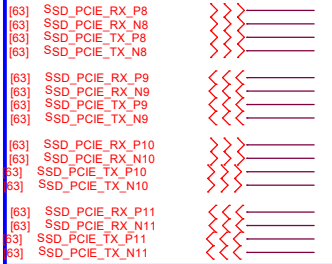 [63] SSD_PCIE_RX_P8
[63] SSD_PCIE_RX_N8
[63] SSD_PCIE_TX_P8
[63] SSD_PCIE_TX_N8
[63] SSD_PCIE_RX_P9
[63] SSD_PCIE_RX_N9
[63] SSD_PCIE_TX_P9
[63] SSD_PCIE_TX_N9
[63] SSD_PCIE_RX_P10
[63] SSD_PCIE_RX_N10
[63] SSD_PCIE_TX_P10
[63] SSD_PCIE_TX_N10
[63] SSD_PCIE_RX_P11
[63] SSD_PCIE_RX_N11
[63] SSD_PCIE_TX_P11
[63] SSD_PCIE_TX_N11